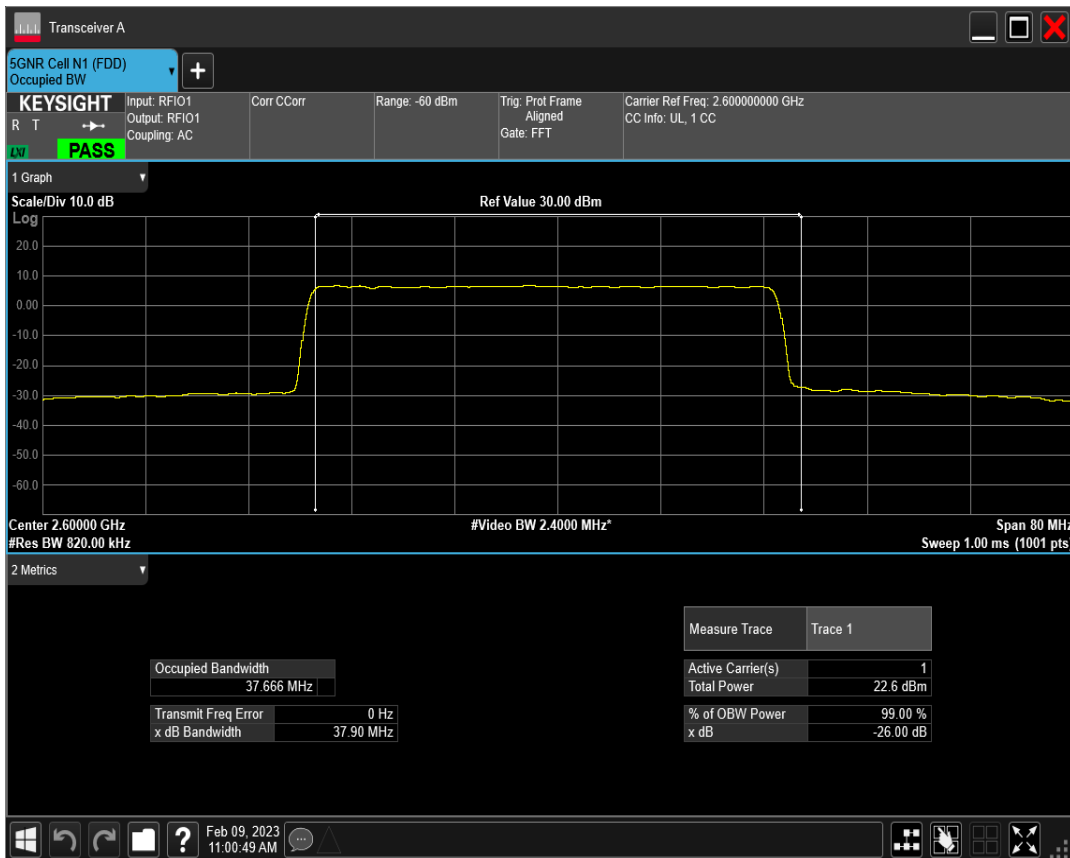 Transceiver A
5GNR Cell N1 (FDD)
Occupied BW
KEYSIGHT
R T
LXI
PASS
Input: RFIO1
Output: RFIO1
Coupling: AC
Corr CCorr
Range: -60 dBm
Trig: Prot Frame
Aligned
Gate: FFT
Carrier Ref Freq: 2.600000000 GHz
CC Info: UL, 1 CC
1 Graph
Scale/Div 10.0 dB
Ref Value 30.00 dBm
Log
20.0
10.0
0.00
-10.0
-20.0
-30.0
-40.0
-50.0
-60.0
Center 2.60000 GHz
#Video BW 2.4000 MHz*
Span 80 MHz
#Res BW 820.00 kHz
Sweep 1.00 ms (1001 pts)
2 Metrics
Measure Trace Trace 1
Occupied Bandwidth
37.666 MHz
Active Carrier(s) 1
Total Power 22.6 dBm
Transmit Freq Error 0 Hz
x dB Bandwidth 37.90 MHz
% of OBW Power 99.00 %
x dB -26.00 dB
?
Feb 09, 2023
11:00:49 AM